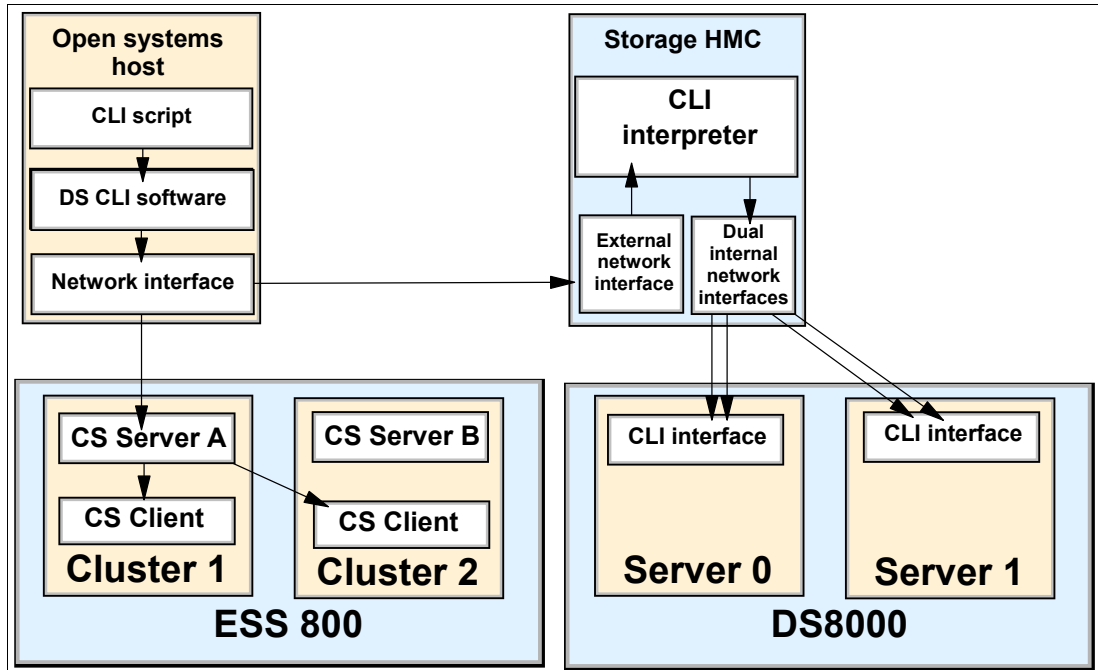 Open systems
host
CLI script
DS CLI software
Network interface
Storage HMC
CLI
interpreter
External
network
interface
Dual
internal
network
interfaces
CS Server A
CS Client
Cluster 1
CS Server B
CS Client
Cluster 2
ESS 800
CLI interface
Server 0
CLI interface
Server 1
DS8000